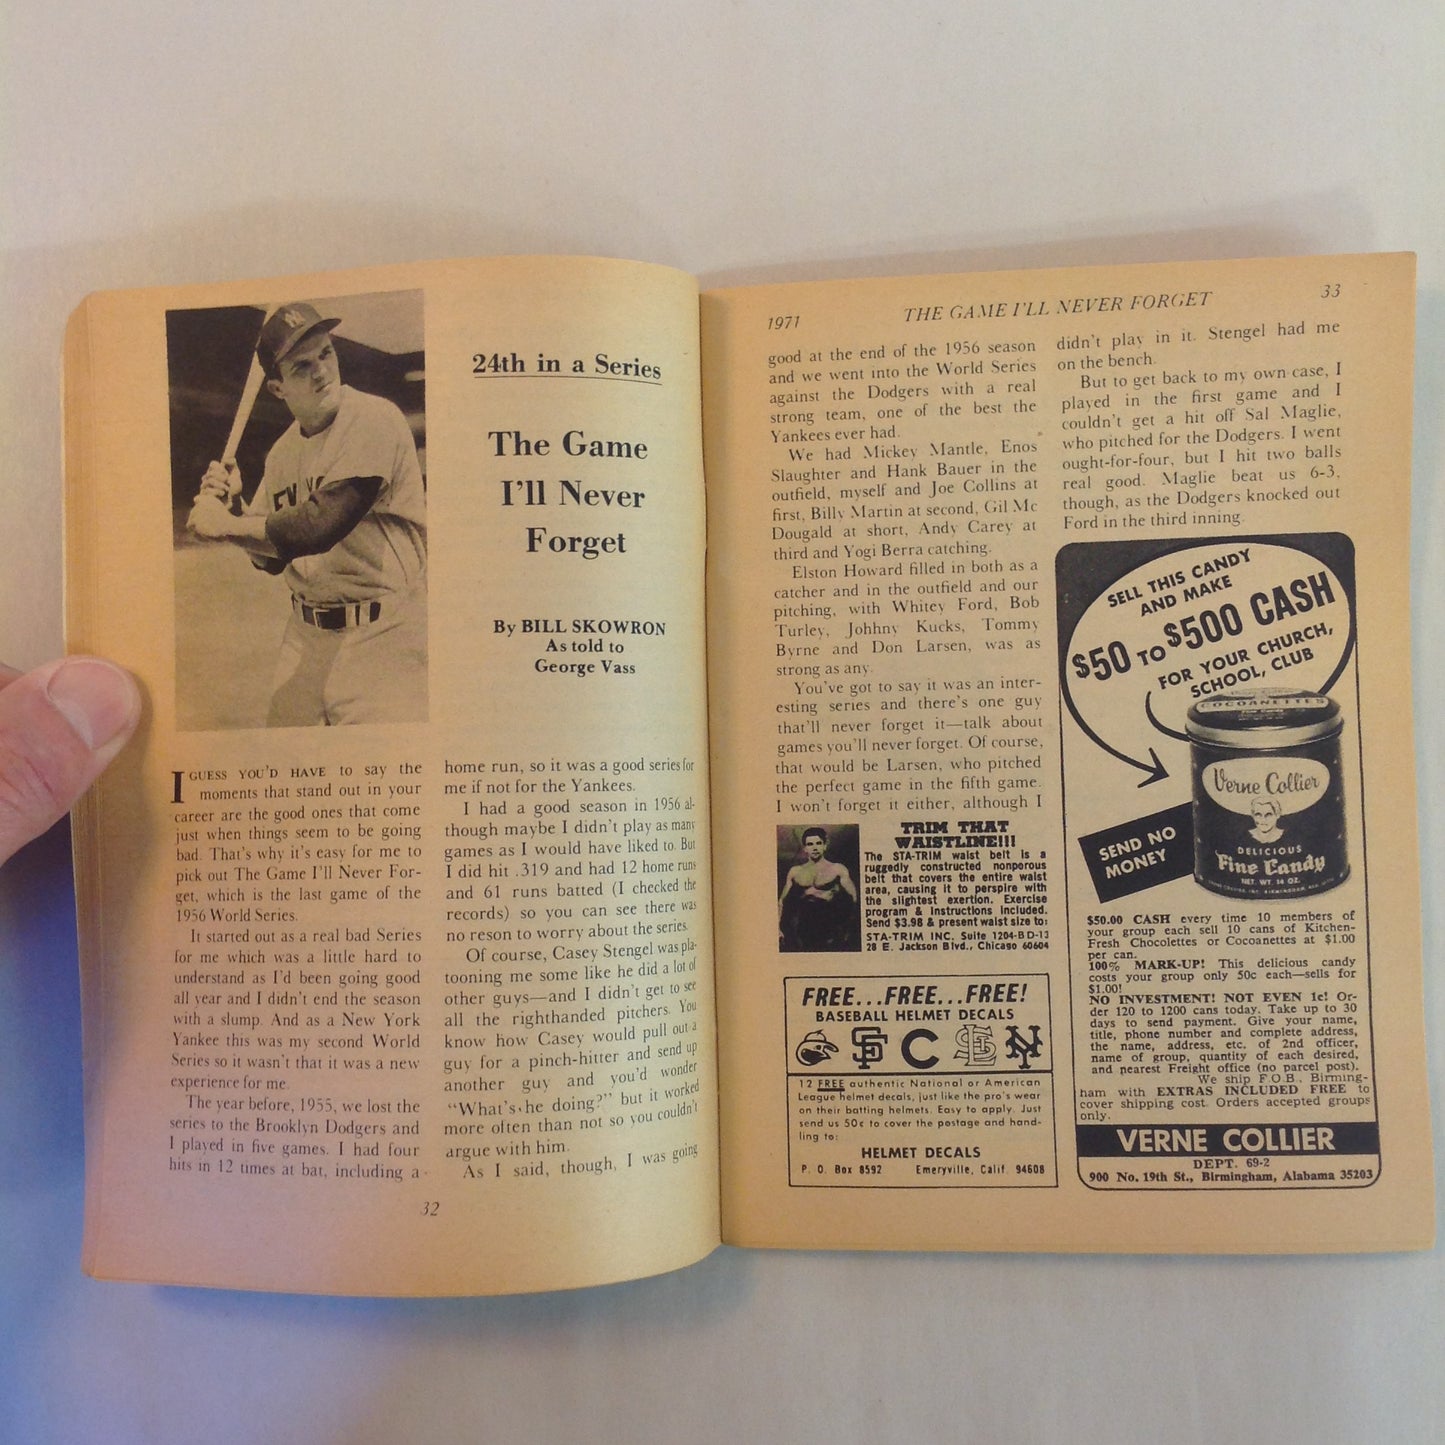 24th in a Series
The Game
I'll Never
Forget
By BILL SKOWRON
As told to
George Vass
I GUESS YOU'D HAVE to say the
moments that stand out in your
career are the good ones that come
just when things seem to be going
bad. That's why it's easy for me to
pick out The Game I'll Never For-
get, which is the last game of the
1956 World Series.
It started out as a real bad Series
for me which was a little hard to
understand as I'd been going good
all year and I didn't end the season
with a slump. And as a New York
Yankee this was my second World
Series so it wasn't that it was a new
experience for me.
The year before, 1955, we lost the
series to the Brooklyn Dodgers and
I played in five games. I had four
hits in 12 times at bat, including a
home run, so it was a good series for
me if not for the Yankees.
I had a good season in 1956 al-
though maybe I didn't play as many
games as I would have liked to. But
I did hit .319 and had 12 home runs
and 61 runs batted (I checked the
records) so you can see there was
no reson to worry about the series.
Of course, Casey Stengel was pla-
tooning me some like he did a lot of
other guys—and I didn't get to see
all the righthanded pitchers. You
know how Casey would pull out a
guy for a pinch-hitter and send up
another guy and you'd wonder
"What's he doing?" but it worked
more often than not so you couldn't
argue with him.
As I said, though, I was going
32
1971
THE GAME I'LL NEVER FORGET
33
good at the end of the 1956 season
and we went into the World Series
against the Dodgers with a real
strong team, one of the best the
Yankees ever had.
We had Mickey Mantle, Enos
Slaughter and Hank Bauer in the
outfield, myself and Joe Collins at
first, Billy Martin at second, Gil Mc
Dougald at short, Andy Carey at
third and Yogi Berra catching.
Elston Howard filled in both as a
catcher and in the outfield and our
pitching, with Whitey Ford, Bob
Turley, Johhny Kucks, Tommy
Byrne and Don Larsen, was as
strong as any.
You've got to say it was an inter-
esting series and there's one guy
that'll never forget it—talk about
games you'll never forget. Of course,
that would be Larsen, who pitched
the perfect game in the fifth game.
I won't forget it either, although I
didn't play in it. Stengel had me
on the bench.
But to get back to my own case, I
played in the first game and I
couldn't get a hit off Sal Maglie,
who pitched for the Dodgers. I went
ought-for-four, but I hit two balls
real good. Maglie beat us 6-3,
though, as the Dodgers knocked out
Ford in the third inning.
TRIM THAT
WAISTLINE!!!
The STA-TRIM waist belt is a
ruggedly constructed nonporous
belt that covers the entire waist
area, causing it to perspire with
the slightest exertion. Exercise
program & instructions included.
Send $3.98 & present waist size to:
STA-TRIM INC. Suite 1204-BD-13
28 E. Jackson Blvd., Chicago 60604
FREE...FREE...FREE!
BASEBALL HELMET DECALS
SF C STL NY
12 FREE authentic National or American
League helmet decals, just like the pro's wear
on their batting helmets. Easy to apply. Just
send us 50¢ to cover the postage and hand-
ling to:
HELMET DECALS
P. O. Box 8592 Emeryville, Calif. 94608
SELL THIS CANDY
AND MAKE
$50 TO $500 CASH
FOR YOUR CHURCH,
SCHOOL, CLUB
COCOANETTES
Verne Collier
DELICIOUS
Fine Candy
NET. WT. 14 OZ.
SEND NO
MONEY
$50.00 CASH every time 10 members of
your group each sell 10 cans of Kitchen-
Fresh Chocolettes or Cocoanettes at $1.00
per can.
100% MARK-UP! This delicious candy
costs your group only 50c each—sells for
$1.00!
NO INVESTMENT! NOT EVEN 1c! Or-
der 120 to 1200 cans today. Take up to 30
days to send payment. Give your name,
title, phone number and complete address,
the name, address, etc. of 2nd officer,
name of group, quantity of each desired,
and nearest Freight office (no parcel post).
We ship F.O.B., Birming-
ham with EXTRAS INCLUDED FREE to
cover shipping cost. Orders accepted groups
only.
VERNE COLLIER
DEPT. 69-2
900 No. 19th St., Birmingham, Alabama 35203